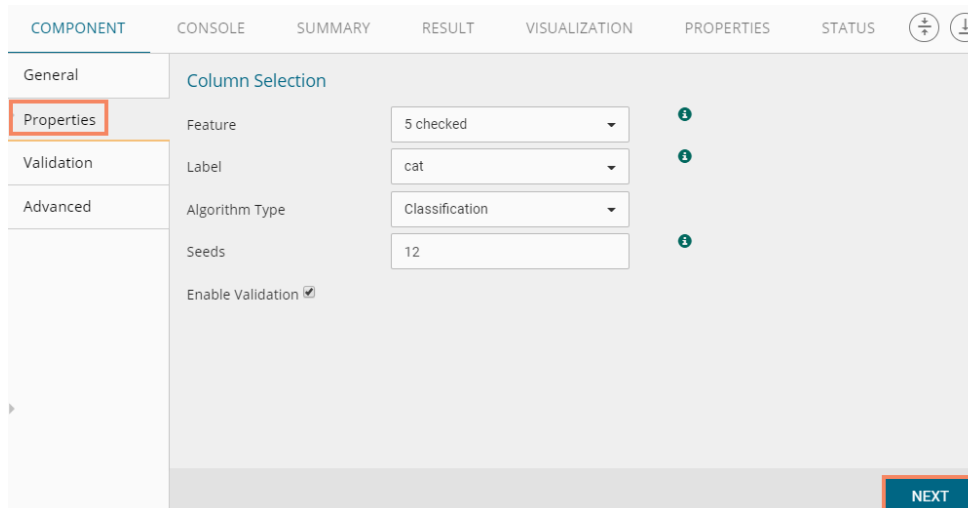 COMPONENT CONSOLE SUMMARY RESULT VISUALIZATION PROPERTIES STATUS
General
Properties
Validation
Advanced
Column Selection
Feature 5 checked
Label cat
Algorithm Type Classification
Seeds 12
Enable Validation
NEXT